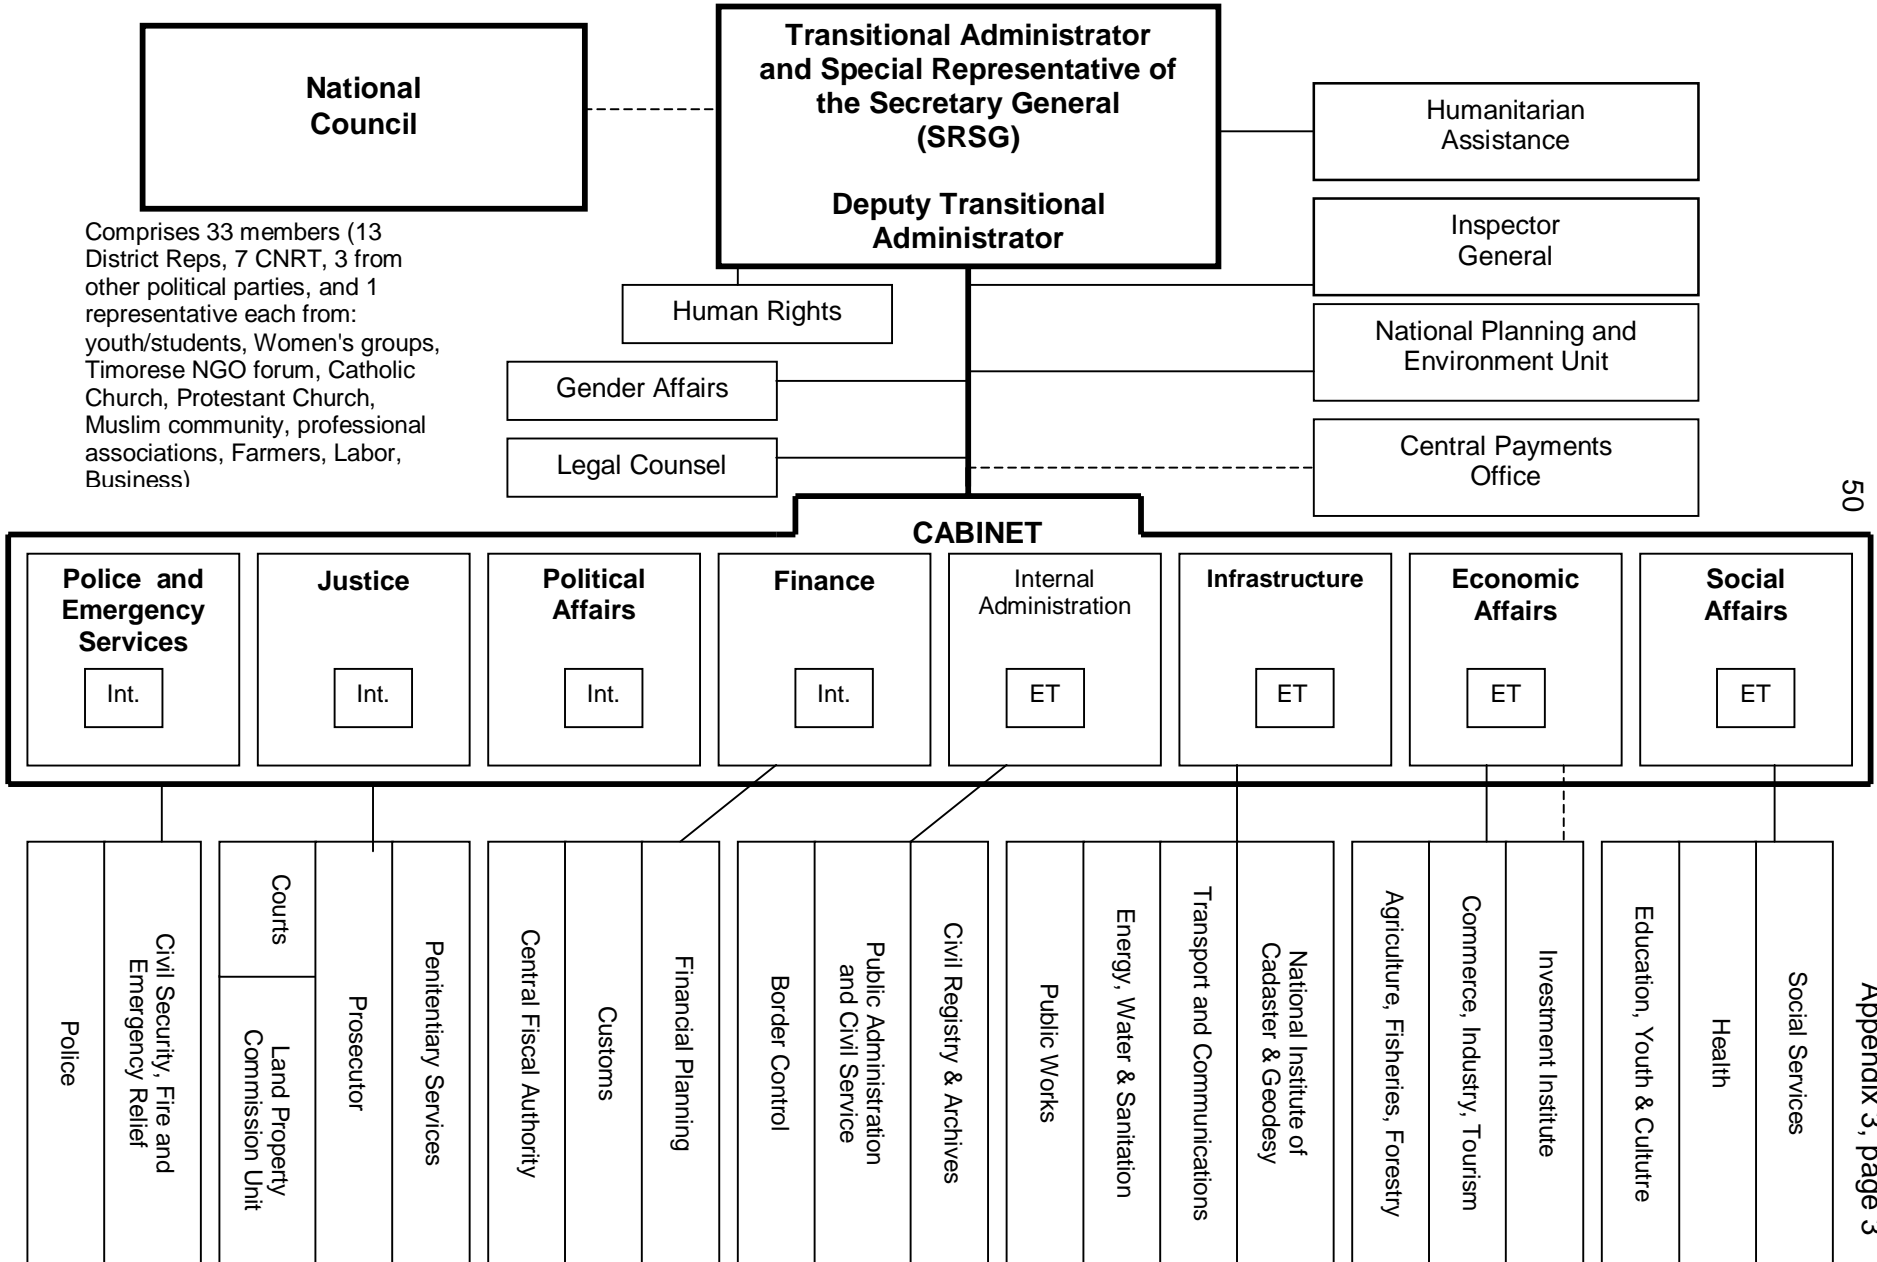 National
Council
Transitional Administrator
and Special Representative of
the Secretary General
(SRSG)
Deputy Transitional
Administrator
Humanitarian
Assistance
Inspector
General
National Planning and
Environment Unit
Central Payments
Office
Comprises 33 members (13
District Reps, 7 CNRT, 3 from
other political parties, and 1
representative each from:
youth/students, Women's groups,
Timorese NGO forum, Catholic
Church, Protestant Church,
Muslim community, professional
associations, Farmers, Labor,
Business)
Human Rights
Gender Affairs
Legal Counsel
50
CABINET
Police and
Emergency
Services
Int.
Justice
Int.
Political
Affairs
Int.
Finance
Int.
Internal
Administration
ET
Infrastructure
ET
Economic
Affairs
ET
Social
Affairs
ET
Police
Civil Security, Fire and
Emergency Relief
Courts
Land Property
Commission Unit
Prosecutor
Penitentiary Services
Central Fiscal Authority
Customs
Financial Planning
Border Control
Public Administration
and Civil Service
Civil Registry & Archives
Public Works
Energy, Water & Sanitation
Transport and Communications
National Institute of
Cadaster & Geodesy
Agriculture, Fisheries, Forestry
Commerce, Industry, Tourism
Investment Institute
Education, Youth & Cultutre
Health
Social Services
Appendix 3, page 3